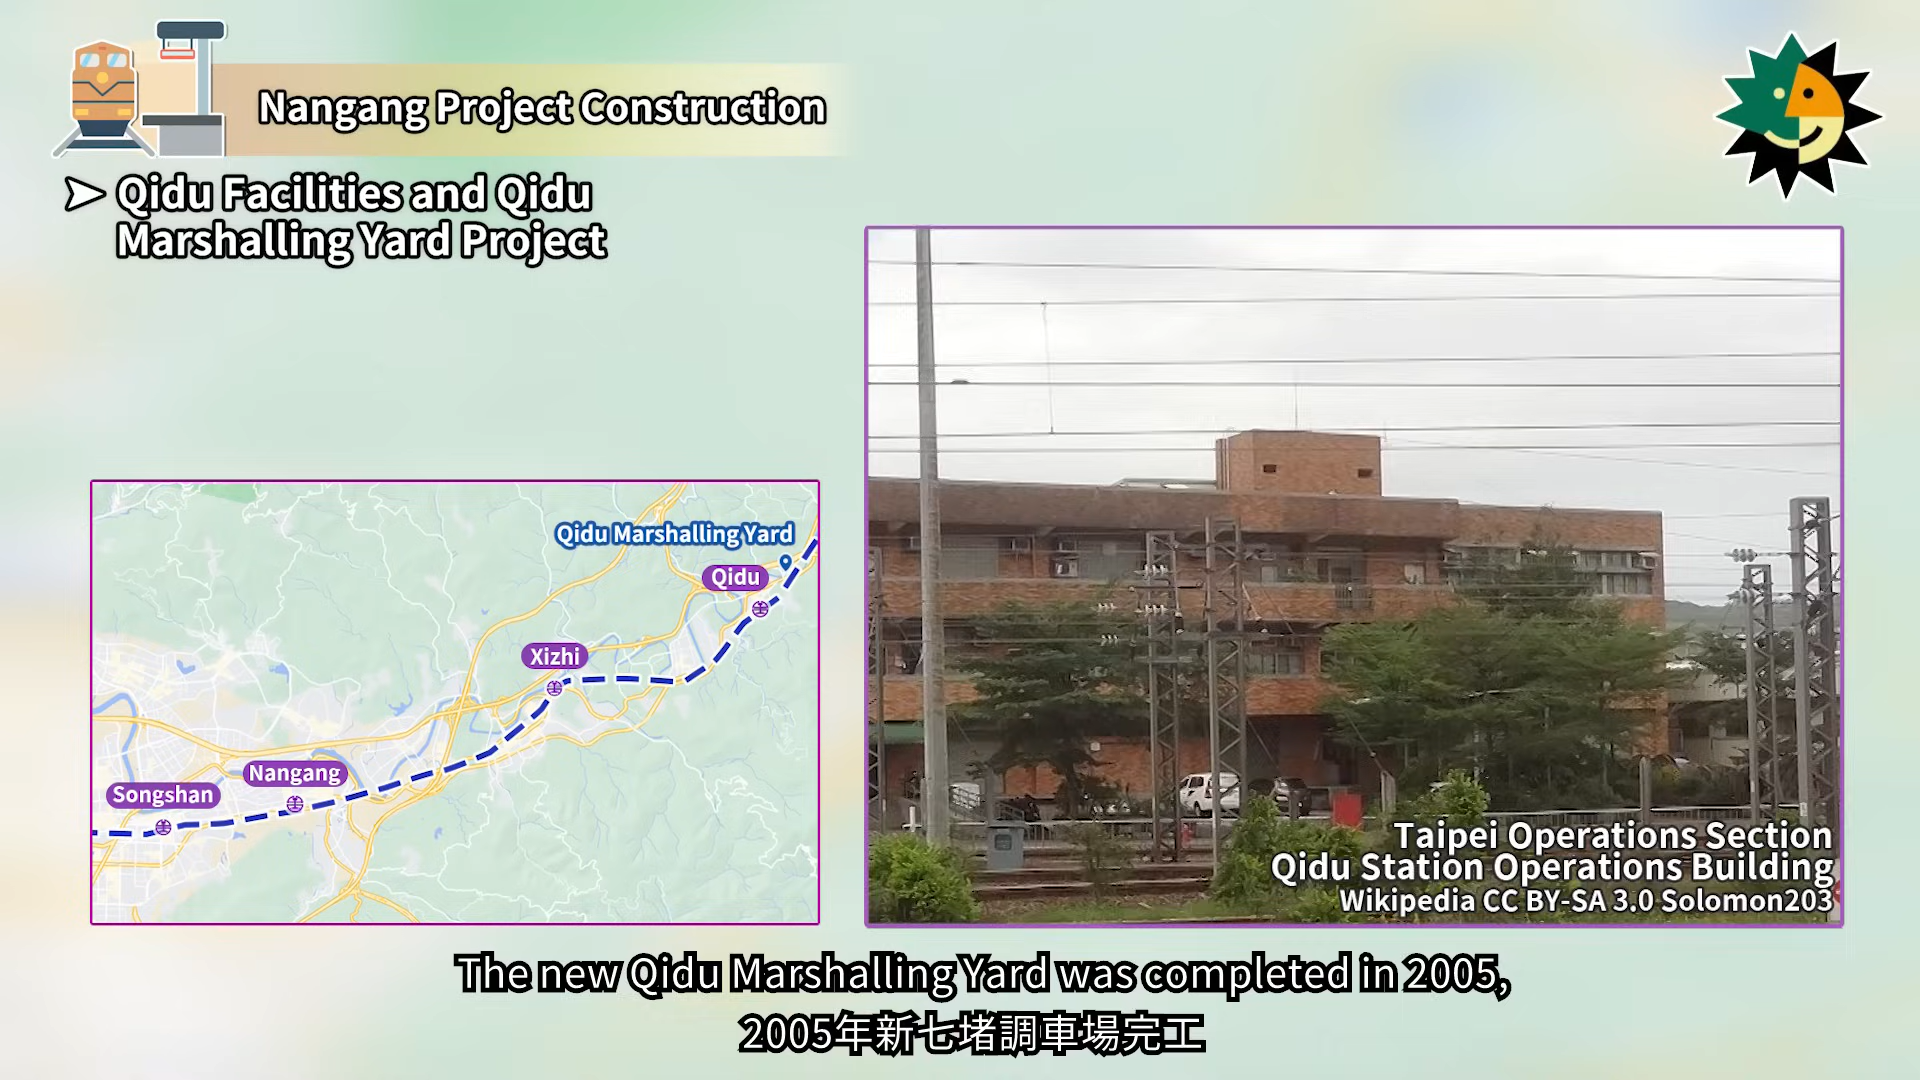 Nangang Project Construction
➤ Qidu Facilities and Qidu
Marshalling Yard Project
Qidu Marshalling Yard
Qidu
Xizhi
Nangang
Songshan
Taipei Operations Section
Qidu Station Operations Building
Wikipedia CC BY-SA 3.0 Solomon203
The new Qidu Marshalling Yard was completed in 2005,
2005年新七堵調車場完工